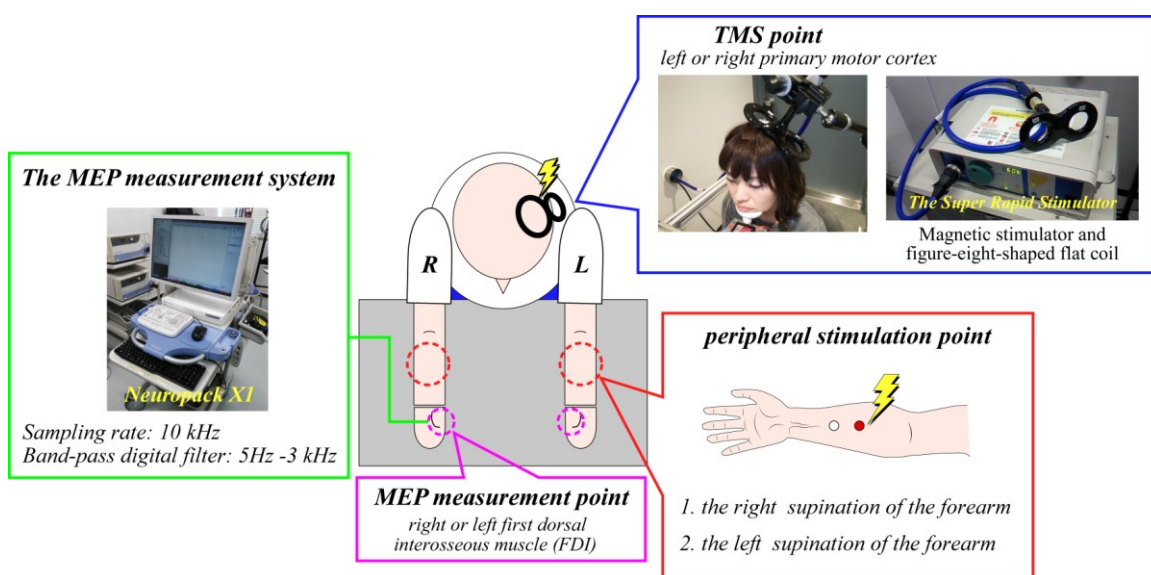 TMS point
left or right primary motor cortex
The Super Rapid Stimulator
Magnetic stimulator and
figure-eight-shaped flat coil
The MEP measurement system
Neuropack X1
Sampling rate: 10 kHz
Band-pass digital filter: 5Hz -3 kHz
R
L
MEP measurement point
right or left first dorsal
interosseous muscle (FDI)
peripheral stimulation point
1. the right supination of the forearm
2. the left supination of the forearm